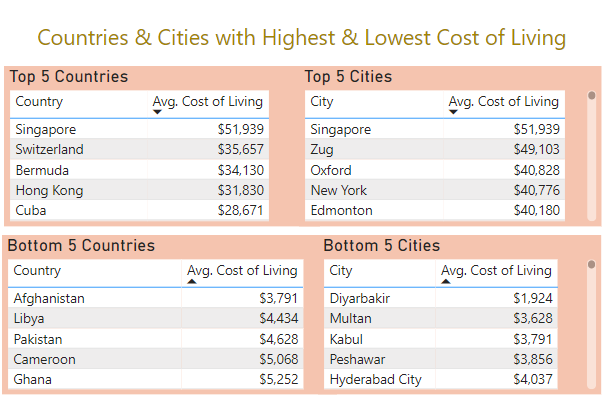 Countries & Cities with Highest & Lowest Cost of Living
Top 5 Countries
Country Avg. Cost of Living
Singapore $51,939
Switzerland $35,657
Bermuda $34,130
Hong Kong $31,830
Cuba $28,671
Top 5 Cities
City Avg. Cost of Living
Singapore $51,939
Zug $49,103
Oxford $40,828
New York $40,776
Edmonton $40,180
Bottom 5 Countries
Country Avg. Cost of Living
Afghanistan $3,791
Libya $4,434
Pakistan $4,628
Cameroon $5,068
Ghana $5,252
Bottom 5 Cities
City Avg. Cost of Living
Diyarbakir $1,924
Multan $3,628
Kabul $3,791
Peshawar $3,856
Hyderabad City $4,037